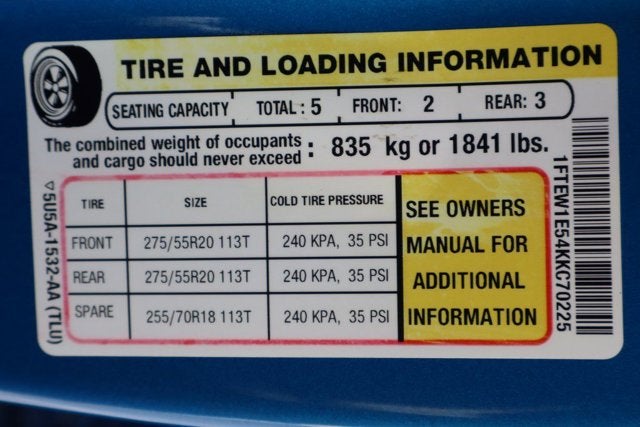 TIRE AND LOADING INFORMATION
SEATING CAPACITY TOTAL : 5 FRONT: 2 REAR: 3
The combined weight of occupants
and cargo should never exceed : 835 kg or 1841 lbs.
TIRE SIZE COLD TIRE PRESSURE
FRONT 275/55R20 113T 240 KPA, 35 PSI
REAR 275/55R20 113T 240 KPA, 35 PSI
SPARE 255/70R18 113T 240 KPA, 35 PSI
SEE OWNERS
MANUAL FOR
ADDITIONAL
INFORMATION
5U5A-1532-AA (TLU)
1FTEW1E54KKC70225